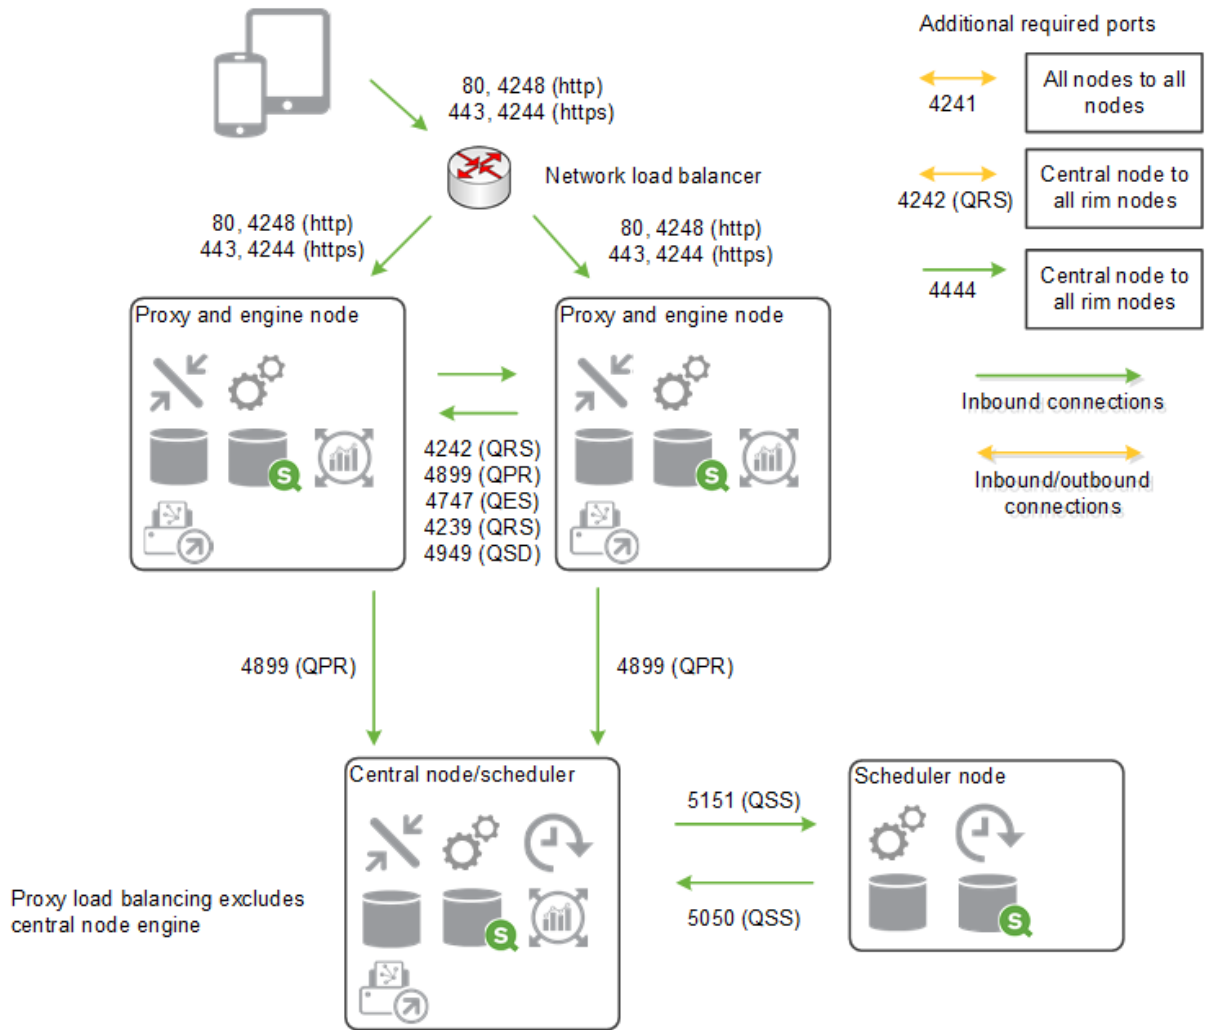 Additional required ports
80, 4248 (http)
443, 4244 (https)
4241
All nodes to all
nodes
Network load balancer
4242 (QRS)
Central node to
all rim nodes
80, 4248 (http)
443, 4244 (https)
80, 4248 (http)
443, 4244 (https)
4444
Central node to
all rim nodes
Proxy and engine node
Proxy and engine node
Inbound connections
4242 (QRS)
4899 (QPR)
4747 (QES)
4239 (QRS)
4949 (QSD)
S
S
Inbound/outbound
connections
4899 (QPR)
4899 (QPR)
Central node/scheduler
Scheduler node
5151 (QSS)
5050 (QSS)
S
S
Proxy load balancing excludes
central node engine